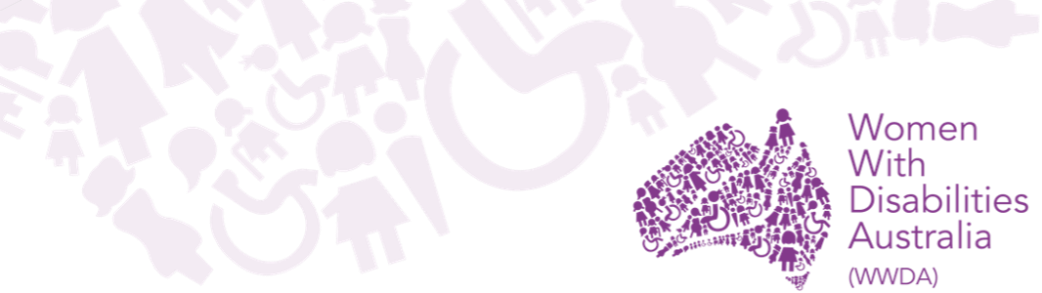 Women
With
Disabilities
Australia
(WWDA)